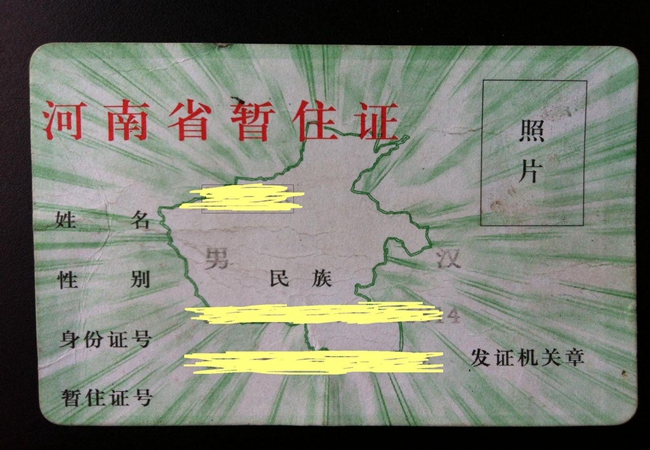 河南省暂住证
照
片
姓 名
男 汉
性 别 民 族
14
身份证号
发证机关章
暂住证号